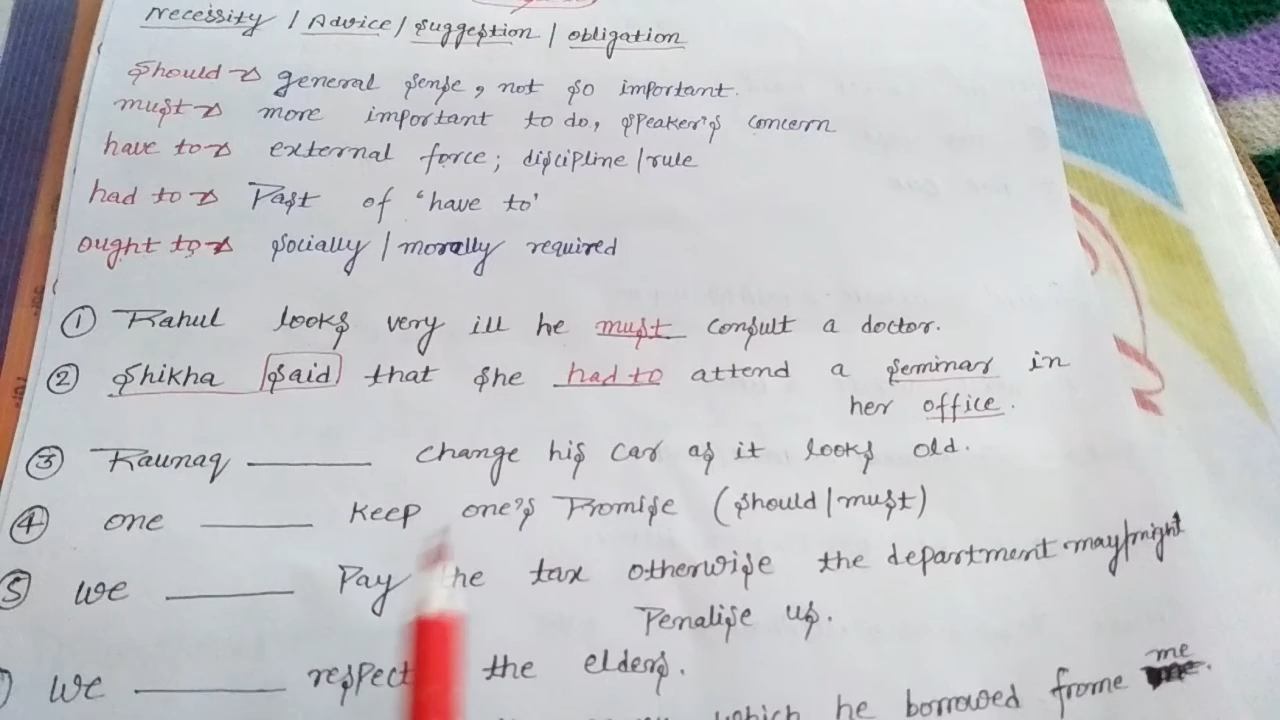 Necessity / Advice / suggestion / obligation
should → general sense, not so important.
must → more important to do, speaker's concern
have to → external force; discipline / rule
had to → Past of 'have to'
ought to → socially / morally required
① Rahul looks very ill he must consult a doctor.
② Shikha said that she had to attend a seminar in
her office.
③ Raunaq ______ change his car as it looks old.
④ one ______ keep one's Promise (should / must)
⑤ we ______ Pay the tax otherwise the department may/might
Penalise us.
we ______ respect the elders.
which he borrowed frome me.